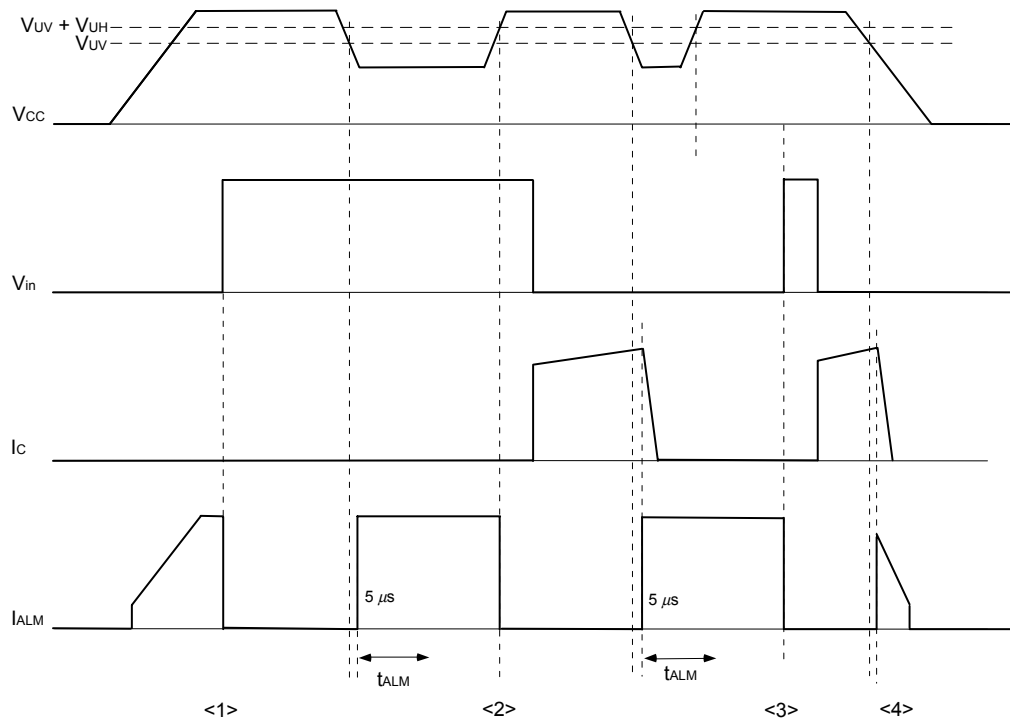 VUV + VUH
VUV
VCC
Vin
IC
IALM
5 μs
5 μs
tALM
tALM
<1>
<2>
<3>
<4>